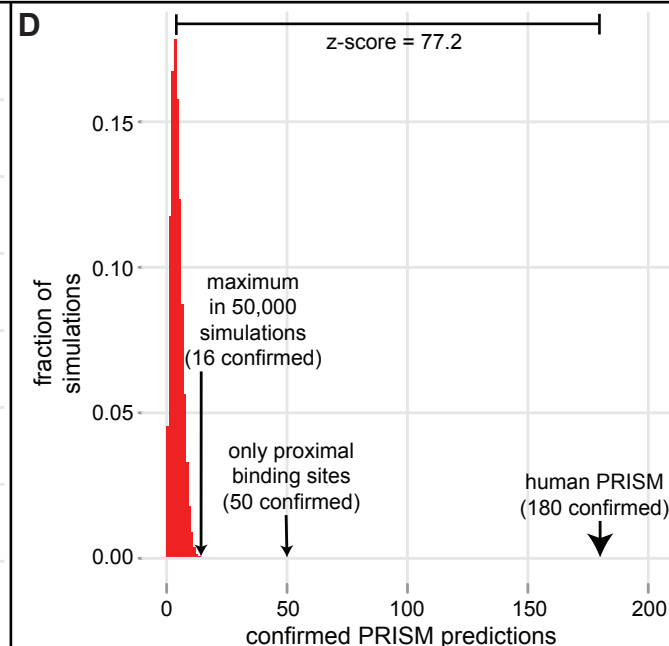 D
z-score = 77.2
0.15
0.10
0.05
0.00
fraction of
simulations
maximum
in 50,000
simulations
(16 confirmed)
only proximal
binding sites
(50 confirmed)
human PRISM
(180 confirmed)
0 50 100 150 200
confirmed PRISM predictions